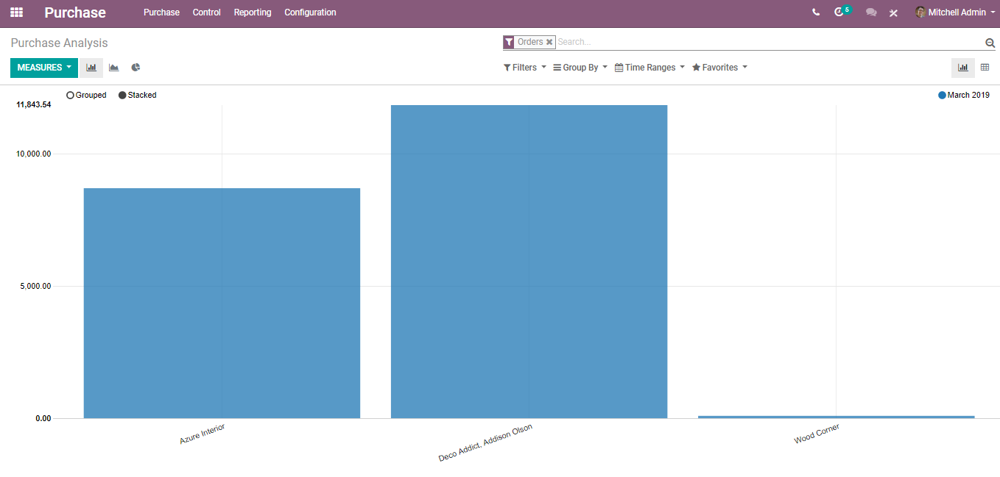 Purchase Purchase Control Reporting Configuration 5 Mitchell Admin
Purchase Analysis Orders Search...
MEASURES Filters Group By Time Ranges Favorites
Grouped Stacked March 2019
11,843.54
10,000.00
5,000.00
0.00
Azure Interior
Deco Addict, Addison Olson
Wood Corner